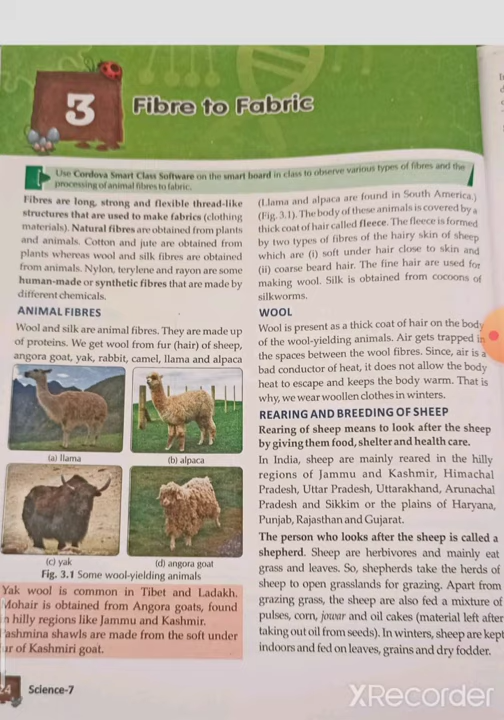 3
Fibre to Fabric
Use Cordova Smart Class Software on the smart board in class to observe various types of fibres and the
processing of animal fibres to fabric.
Fibres are long, strong and flexible thread-like
structures that are used to make fabrics (clothing
materials). Natural fibres are obtained from plants
and animals. Cotton and jute are obtained from
plants whereas wool and silk fibres are obtained
from animals. Nylon, terylene and rayon are some
human-made or synthetic fibres that are made by
different chemicals.
ANIMAL FIBRES
Wool and silk are animal fibres. They are made up
of proteins. We get wool from fur (hair) of sheep,
angora goat, yak, rabbit, camel, llama and alpaca
(a) llama
(b) alpaca
(c) yak
(d) angora goat
Fig. 3.1 Some wool-yielding animals
Yak wool is common in Tibet and Ladakh.
Mohair is obtained from Angora goats, found
in hilly regions like Jammu and Kashmir.
Pashmina shawls are made from the soft under
fur of Kashmiri goat.
(Llama and alpaca are found in South America.)
(Fig. 3.1). The body of these animals is covered by a
thick coat of hair called fleece. The fleece is formed
by two types of fibres of the hairy skin of sheep
which are (i) soft under hair close to skin and
(ii) coarse beard hair. The fine hair are used for
making wool. Silk is obtained from cocoons of
silkworms.
WOOL
Wool is present as a thick coat of hair on the body
of the wool-yielding animals. Air gets trapped in
the spaces between the wool fibres. Since, air is a
bad conductor of heat, it does not allow the body
heat to escape and keeps the body warm. That is
why, we wear woollen clothes in winters.
REARING AND BREEDING OF SHEEP
Rearing of sheep means to look after the sheep
by giving them food, shelter and health care.
In India, sheep are mainly reared in the hilly
regions of Jammu and Kashmir, Himachal
Pradesh, Uttar Pradesh, Uttarakhand, Arunachal
Pradesh and Sikkim or the plains of Haryana,
Punjab, Rajasthan and Gujarat.
The person who looks after the sheep is called a
shepherd. Sheep are herbivores and mainly eat
grass and leaves. So, shepherds take the herds of
sheep to open grasslands for grazing. Apart from
grazing grass, the sheep are also fed a mixture of
pulses, corn, jowar and oil cakes (material left after
taking out oil from seeds). In winters, sheep are kept
indoors and fed on leaves, grains and dry fodder.
24 Science-7
XRecorder